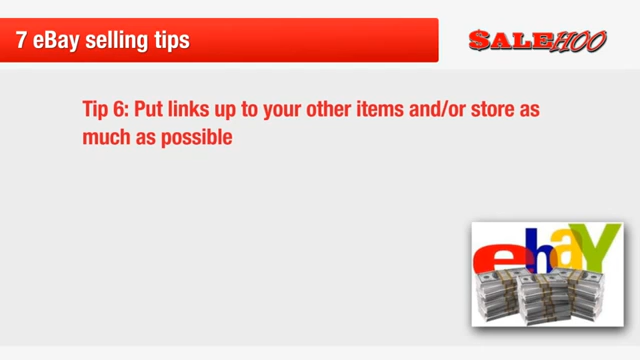 7 eBay selling tips
SALEHOO
Tip 6: Put links up to your other items and/or store as
much as possible
ebaY